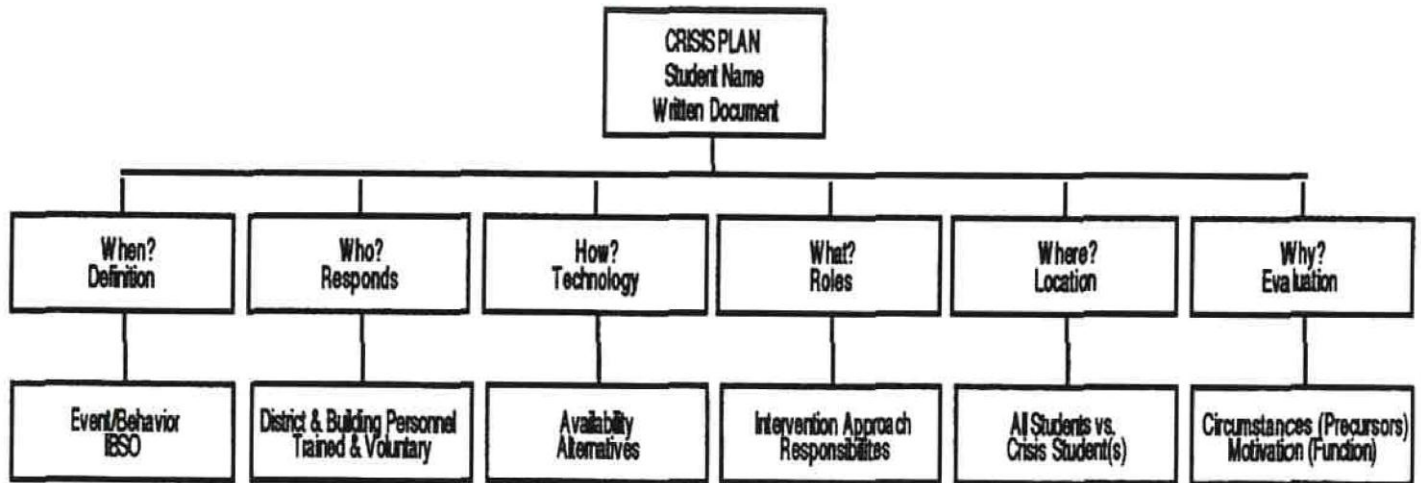 CRISIS PLAN
Student Name
Written Document
When?
Definition
Who?
Responds
How?
Technology
What?
Roles
Where?
Location
Why?
Evaluation
Event/Behavior
IBSO
District & Building Personnel
Trained & Voluntary
Availability
Alternatives
Intervention Approach
Responsibilites
All Students vs.
Crisis Student(s)
Circumstances (Precursors)
Motivation (Function)